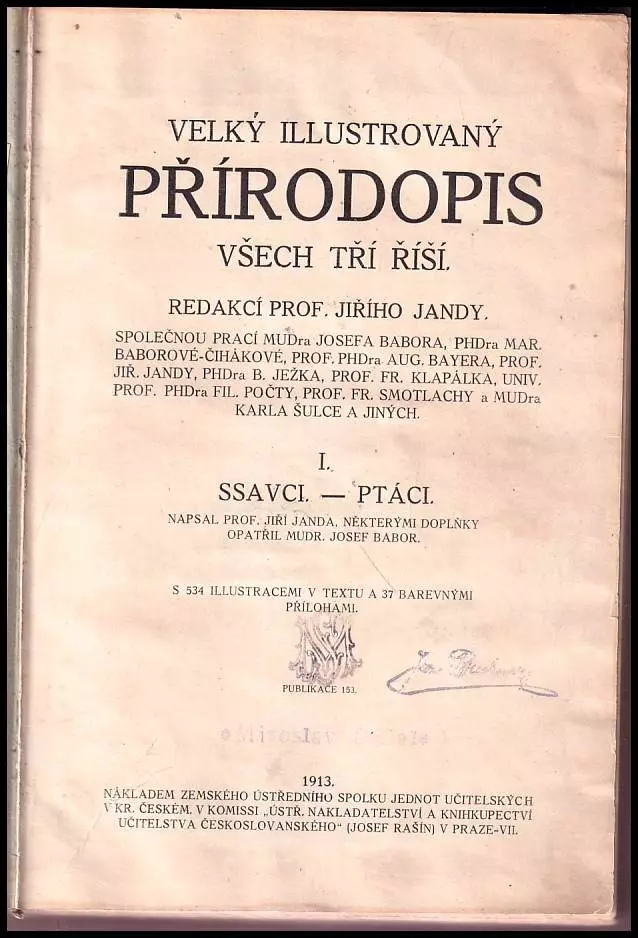 VELKÝ ILLUSTROVANÝ
PŘÍRODOPIS
VŠECH TŘÍ ŘÍŠÍ.
REDAKCÍ PROF. JIŘÍHO JANDY.
SPOLEČNOU PRACÍ MUDra JOSEFA BABORA, PHDra MAR.
BABOROVÉ-ČIHÁKOVÉ, PROF. PHDra AUG. BAYERA, PROF.
JIŘ. JANDY, PHDra B. JEŽKA, PROF. FR. KLAPÁLKA, UNIV.
PROF. PHDra FIL. POČTY, PROF. FR. SMOTLACHY a MUDra
KARLA ŠULCE A JINÝCH.
I.
SSAVCI. — PTÁCI.
NAPSAL PROF. JIŘÍ JANDA, NĚKTERÝMI DOPLŇKY
OPATŘIL MUDR. JOSEF BABOR.
S 534 ILLUSTRACEMI V TEXTU A 37 BAREVNÝMI
PŘÍLOHAMI.
PUBLIKACE 153.
Miroslav
1913.
NÁKLADEM ZEMSKÉHO ÚSTŘEDNÍHO SPOLKU JEDNOT UČITELSKÝCH
V KR. ČESKÉM. V KOMISSI „ÚSTŘ. NAKLADATELSTVÍ A KNIHKUPECTVÍ
UČITELSTVA ČESKOSLOVANSKÉHO“ (JOSEF RAŠÍN) V PRAZE-VII.